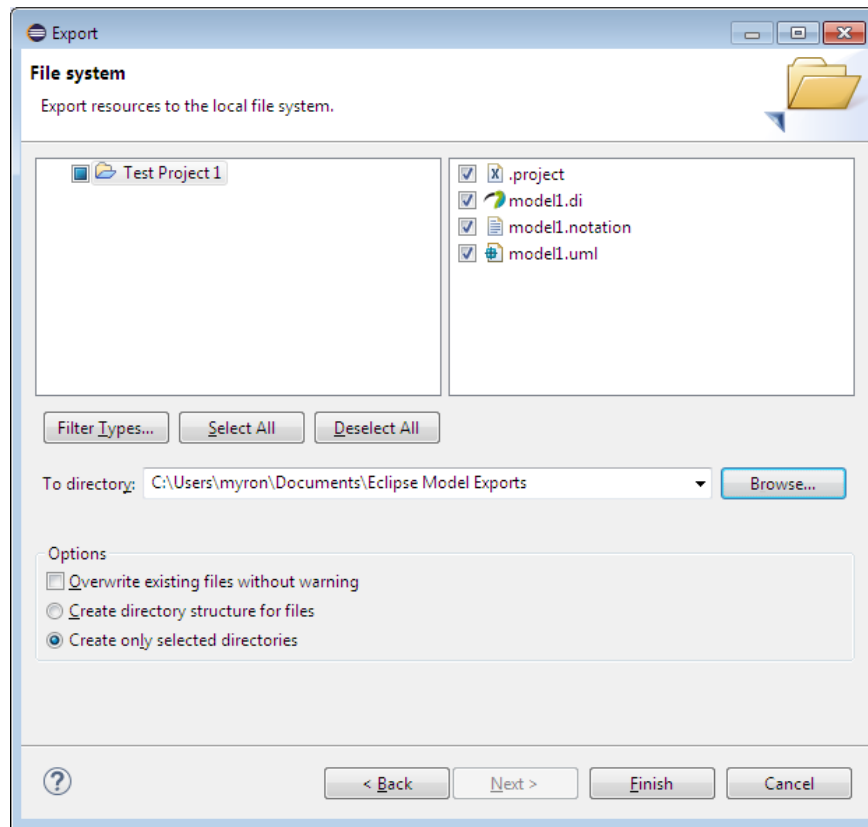 Export
File system
Export resources to the local file system.
Test Project 1
.project
model1.di
model1.notation
model1.uml
Filter Types...
Select All
Deselect All
To directory: C:\Users\myron\Documents\Eclipse Model Exports
Browse...
Options
Overwrite existing files without warning
Create directory structure for files
Create only selected directories
?
< Back
Next >
Finish
Cancel